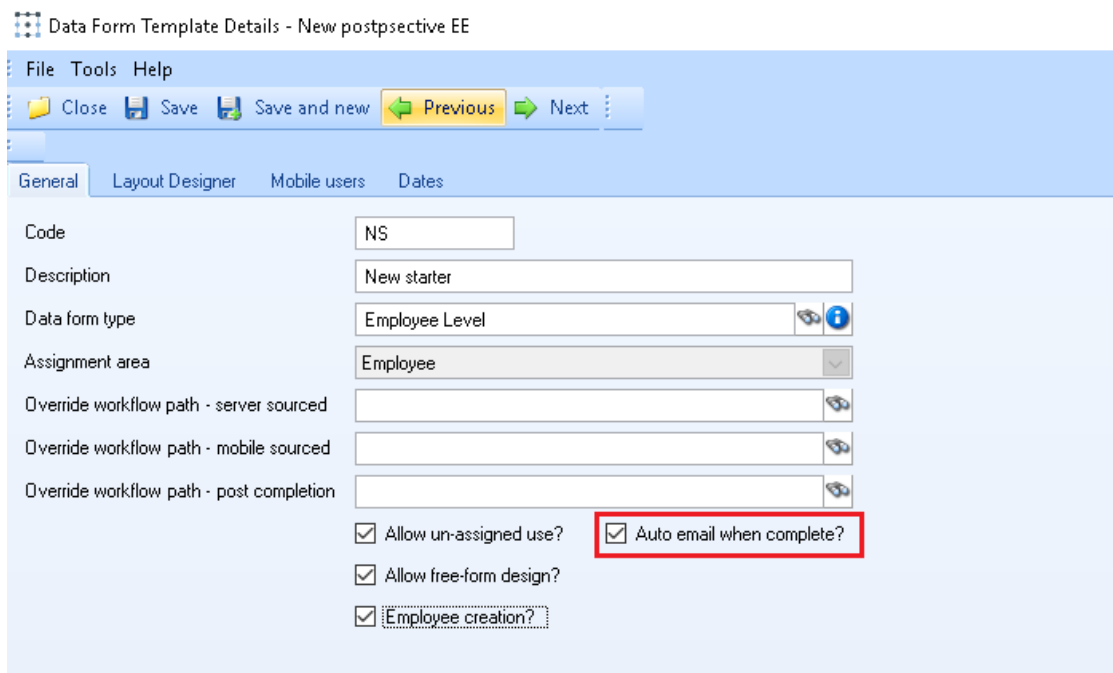 Data Form Template Details - New postpsective EE
File Tools Help
Close Save Save and new Previous Next
General Layout Designer Mobile users Dates
Code NS
Description New starter
Data form type Employee Level
Assignment area Employee
Override workflow path - server sourced
Override workflow path - mobile sourced
Override workflow path - post completion
Allow un-assigned use? Auto email when complete?
Allow free-form design?
Employee creation?